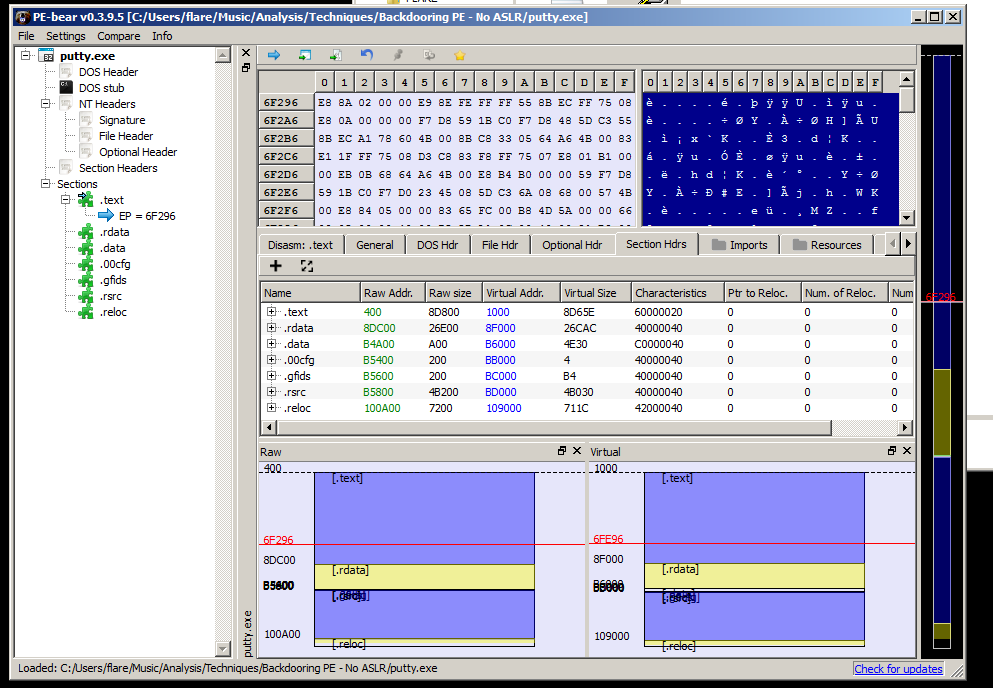 PE-bear v0.3.9.5 [C:/Users/flare/Music/Analysis/Techniques/Backdooring PE - No ASLR/putty.exe]
File Settings Compare Info
putty.exe
DOS Header
DOS stub
NT Headers
Signature
File Header
Optional Header
Section Headers
Sections
.text
EP = 6F296
.rdata
.data
.00cfg
.gfids
.rsrc
.reloc
putty.exe
0 1 2 3 4 5 6 7 8 9 A B C D E F
6F296 E8 8A 02 00 00 E9 8E FE FF FF 55 8B EC FF 75 08
6F2A6 E8 0A 00 00 00 F7 D8 59 1B C0 F7 D8 48 5D C3 55
6F2B6 8B EC A1 78 60 4B 00 8B C8 33 05 64 A6 4B 00 83
6F2C6 E1 1F FF 75 08 D3 C8 83 F8 FF 75 07 E8 01 B1 00
6F2D6 00 EB 0B 68 64 A6 4B 00 E8 B4 B0 00 00 59 F7 D8
6F2E6 59 1B C0 F7 D0 23 45 08 5D C3 6A 08 68 00 57 4B
6F2F6 00 E8 84 05 00 00 83 65 FC 00 B8 4D 5A 00 00 66
0 1 2 3 4 5 6 7 8 9 A B C D E F
è . . . . é . þ ÿ ÿ U . ì ÿ u .
è . . . . ÷ Ø Y . À ÷ Ø H ] Ã U
. ì ¡ x ` K . . È 3 . d ¦ K . .
á . ÿ u . Ó È . ø ÿ u . è . ± .
. ë . h d ¦ K . è ´ ° . . Y ÷ Ø
Y . À ÷ Ð # E . ] Ã j . h . W K
. è . . . . . e ü . ¸ M Z . . f
Disasm: .text General DOS Hdr File Hdr Optional Hdr Section Hdrs Imports Resources
Name Raw Addr. Raw size Virtual Addr. Virtual Size Characteristics Ptr to Reloc. Num. of Reloc. Num
.text 400 8D800 1000 8D65E 60000020 0 0 0
.rdata 8DC00 26E00 8F000 26CAC 40000040 0 0 0
.data B4A00 A00 B6000 4E30 C0000040 0 0 0
.00cfg B5400 200 BB000 4 40000040 0 0 0
.gfids B5600 200 BC000 B4 40000040 0 0 0
.rsrc B5800 4B200 BD000 4B030 40000040 0 0 0
.reloc 100A00 7200 109000 711C 42000040 0 0 0
Raw
400
[.text]
6F296
8DC00
[.rdata]
100A00
[.reloc]
Virtual
1000
[.text]
6FE96
8F000
[.rdata]
109000
[.reloc]
6F296
Loaded: C:/Users/flare/Music/Analysis/Techniques/Backdooring PE - No ASLR/putty.exe
Check for updates